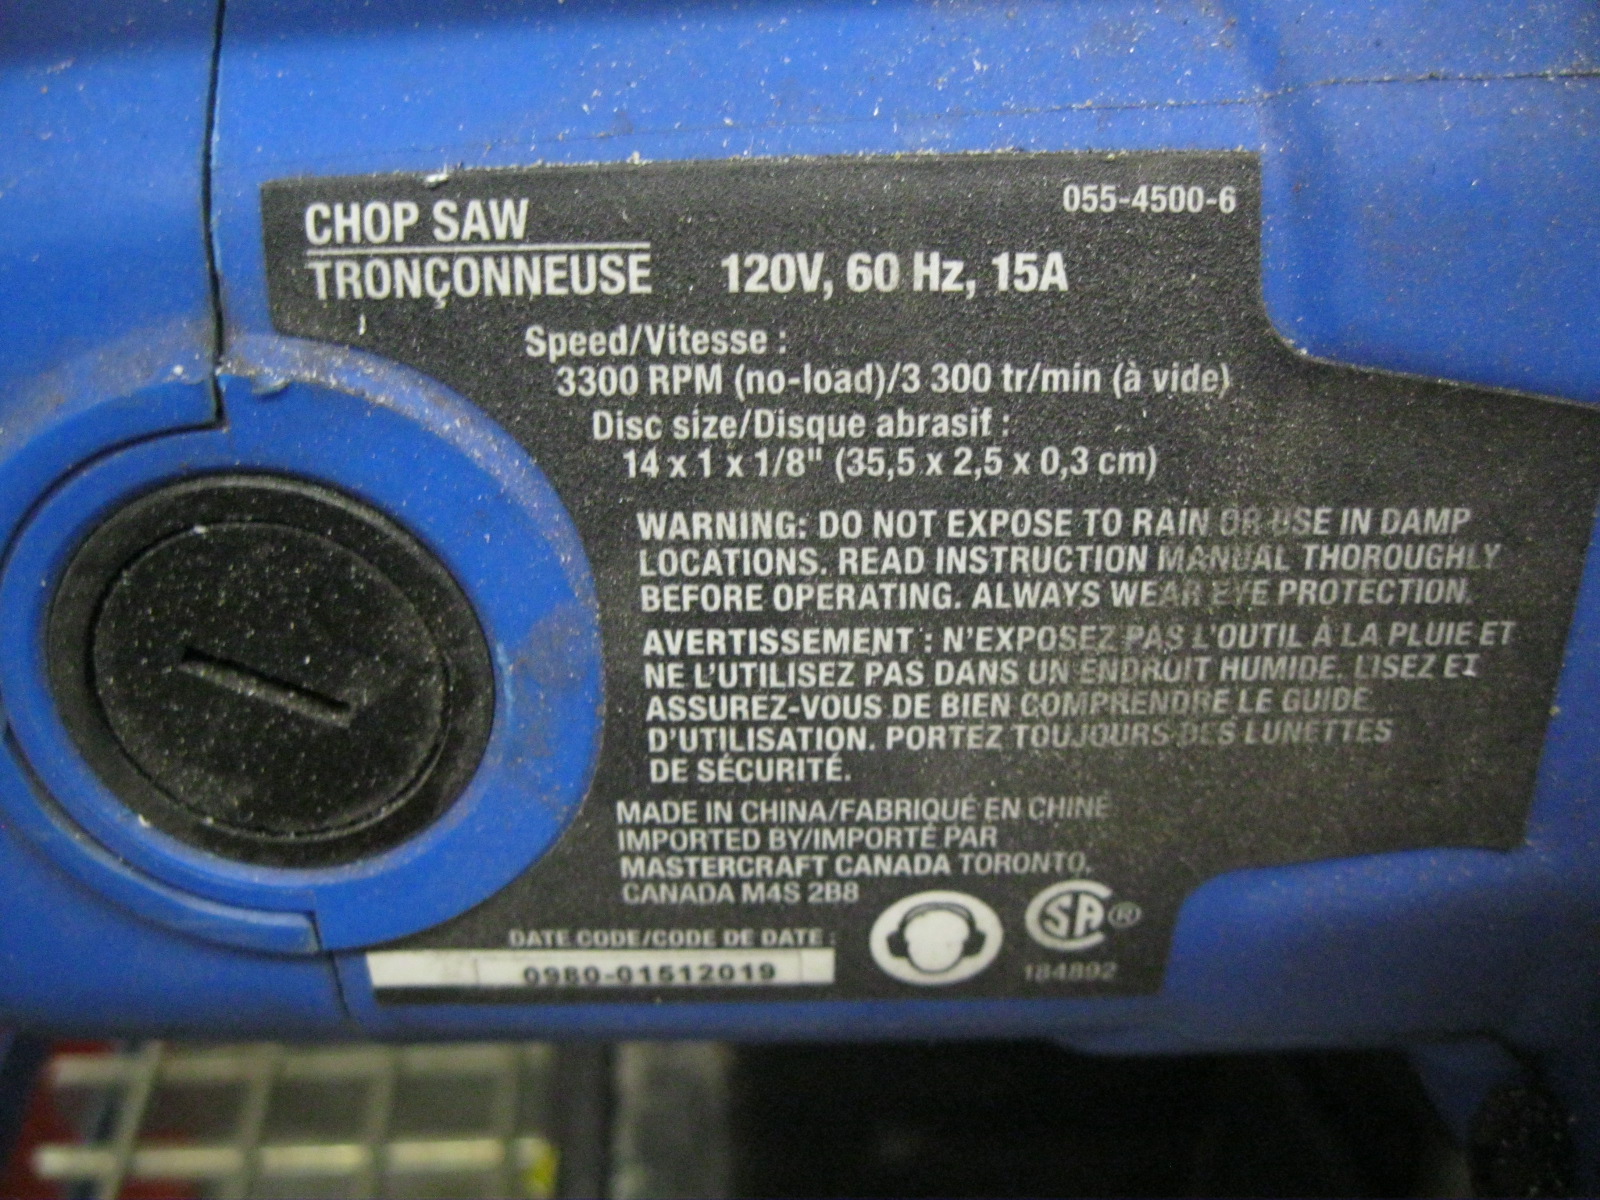 CHOP SAW
055-4500-6
TRONÇONNEUSE 120V, 60 Hz, 15A
Speed/Vitesse :
3300 RPM (no-load)/3 300 tr/min (à vide)
Disc size/Disque abrasif :
14 x 1 x 1/8" (35,5 x 2,5 x 0,3 cm)
WARNING: DO NOT EXPOSE TO RAIN OR USE IN DAMP
LOCATIONS. READ INSTRUCTION MANUAL THOROUGHLY
BEFORE OPERATING. ALWAYS WEAR EYE PROTECTION.
AVERTISSEMENT : N'EXPOSEZ PAS L'OUTIL À LA PLUIE ET
NE L'UTILISEZ PAS DANS UN ENDROIT HUMIDE. LISEZ ET
ASSUREZ-VOUS DE BIEN COMPRENDRE LE GUIDE
D'UTILISATION. PORTEZ TOUJOURS DES LUNETTES
DE SÉCURITÉ.
MADE IN CHINA/FABRIQUÉ EN CHINE
IMPORTED BY/IMPORTÉ PAR
MASTERCRAFT CANADA TORONTO,
CANADA M4S 2B8
DATE CODE/CODE DE DATE :
0980-01512019
SA®
184892